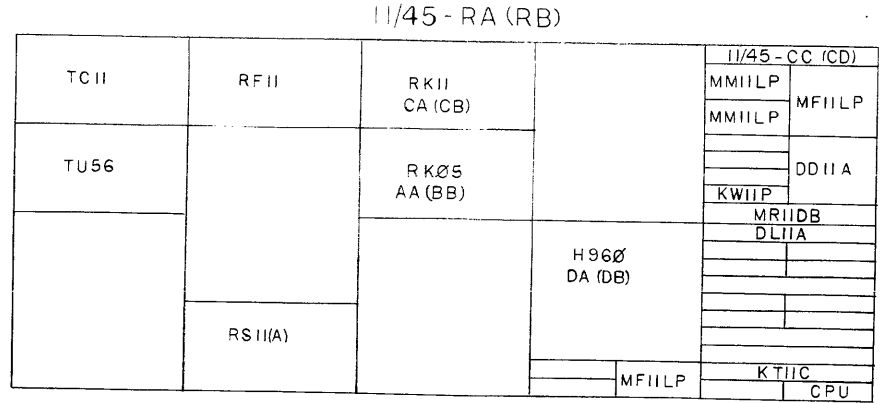 11/45-RA (RB)
TC11
RF11
RK11
CA (CB)
11/45-CC (CD)
MM11LP
MF11LP
MM11LP
TU56
RKØ5
AA (BB)
DD11A
KW11P
MR11DB
DL11A
H96Ø
DA (DB)
RS11(A)
MF11LP
KT11C
CPU